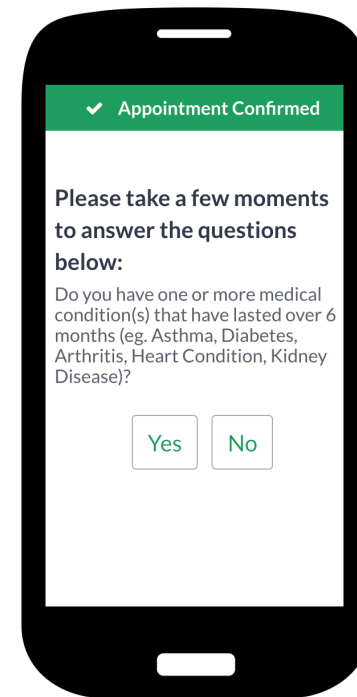 Appointment Confirmed
Please take a few moments
to answer the questions
below:
Do you have one or more medical
condition(s) that have lasted over 6
months (eg. Asthma, Diabetes,
Arthritis, Heart Condition, Kidney
Disease)?
Yes No